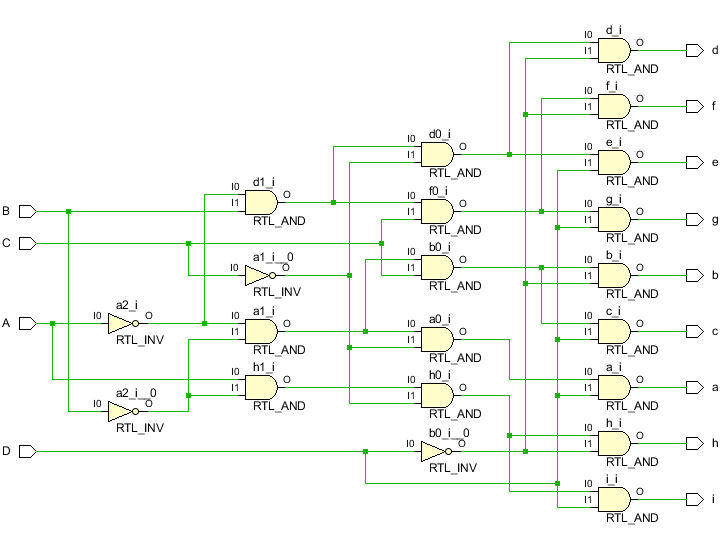 d_i
I0 O
I1
RTL_AND
d
f_i
I0 O
I1
RTL_AND
f
d0_i
I0 O
I1
RTL_AND
e_i
I0 O
I1
RTL_AND
e
d1_i
I0 O
I1
RTL_AND
B
f0_i
I0 O
I1
RTL_AND
g_i
I0 O
I1
RTL_AND
g
C
a1_i__0
I0 O
RTL_INV
b0_i
I0 O
I1
RTL_AND
b_i
I0 O
I1
RTL_AND
b
A
a2_i
I0 O
RTL_INV
a1_i
I0 O
I1
RTL_AND
a0_i
I0 O
I1
RTL_AND
c_i
I0 O
I1
RTL_AND
c
a2_i__0
I0 O
RTL_INV
h1_i
I0 O
I1
RTL_AND
h0_i
I0 O
I1
RTL_AND
a_i
I0 O
I1
RTL_AND
a
D
b0_i__0
I0 O
RTL_INV
h_i
I0 O
I1
RTL_AND
h
i_i
I0 O
I1
RTL_AND
i